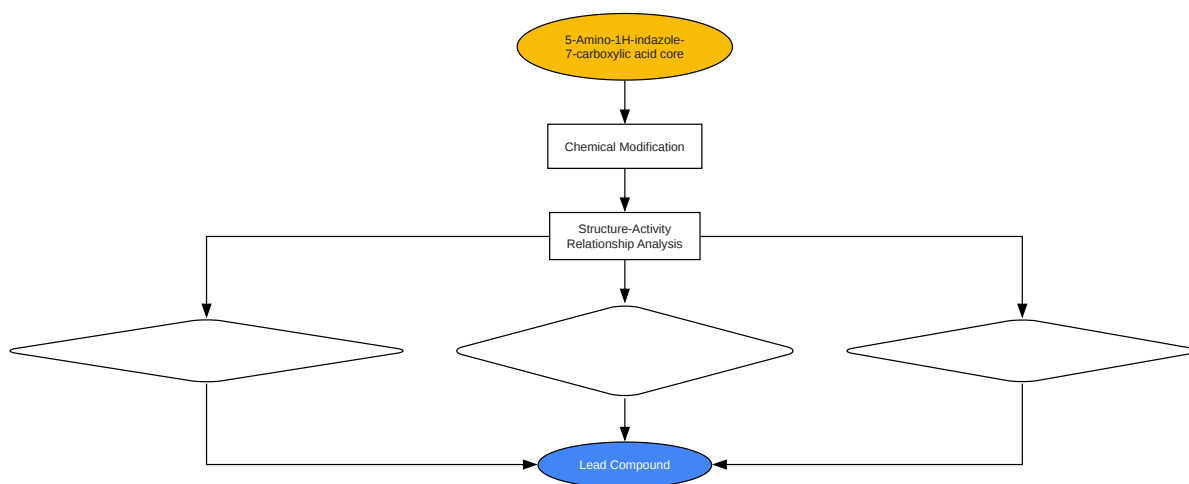 5-Amino-1H-indazole-
7-carboxylic acid core
Chemical Modification
Structure-Activity
Relationship Analysis
Lead Compound